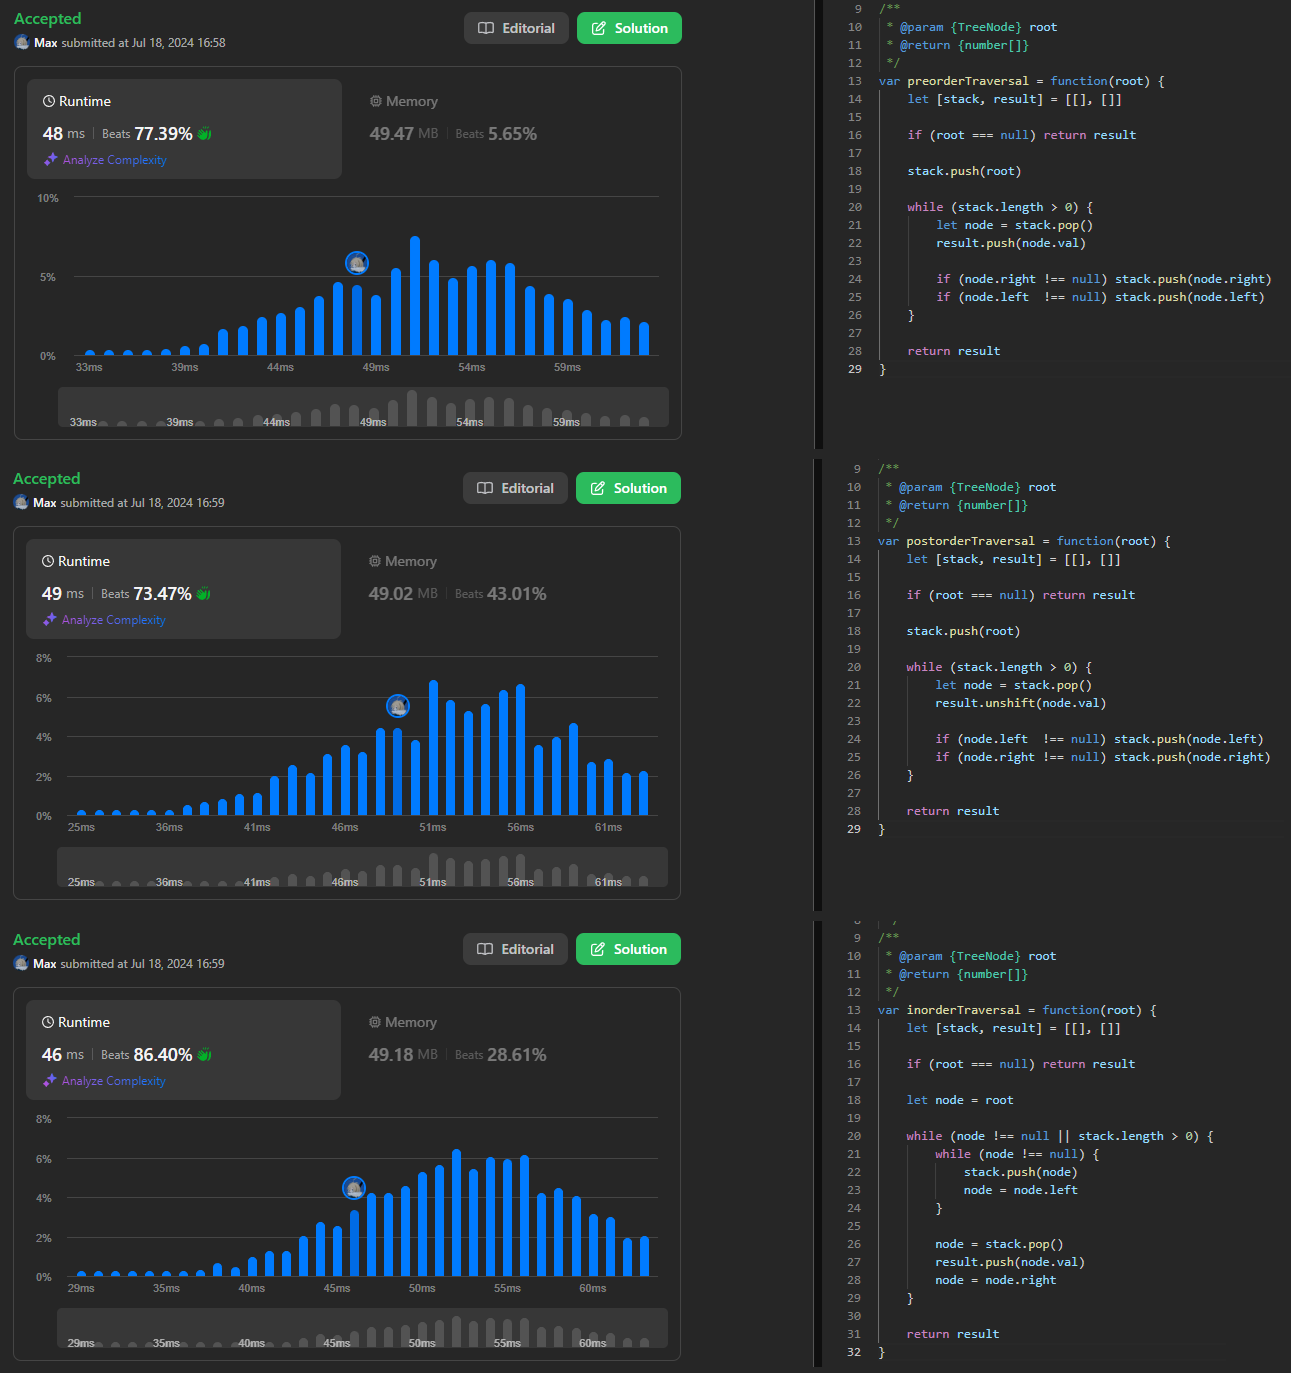 Accepted
Editorial
Solution
Max submitted at Jul 18, 2024 16:58
Runtime
Memory
48 ms | Beats 77.39%
49.47 MB | Beats 5.65%
Analyze Complexity
10%
5%
0%
33ms 39ms 44ms 49ms 54ms 59ms
33ms 39ms 44ms 49ms 54ms 59ms
9 /**
10 * @param {TreeNode} root
11 * @return {number[]}
12 */
13 var preorderTraversal = function(root) {
14 let [stack, result] = [[], []]
15
16 if (root === null) return result
17
18 stack.push(root)
19
20 while (stack.length > 0) {
21 let node = stack.pop()
22 result.push(node.val)
23
24 if (node.right !== null) stack.push(node.right)
25 if (node.left  !== null) stack.push(node.left)
26 }
27
28 return result
29 }
Accepted
Editorial
Solution
Max submitted at Jul 18, 2024 16:59
Runtime
Memory
49 ms | Beats 73.47%
49.02 MB | Beats 43.01%
Analyze Complexity
8%
6%
4%
2%
0%
25ms 36ms 41ms 46ms 51ms 56ms 61ms
25ms 36ms 41ms 46ms 51ms 56ms 61ms
9 /**
10 * @param {TreeNode} root
11 * @return {number[]}
12 */
13 var postorderTraversal = function(root) {
14 let [stack, result] = [[], []]
15
16 if (root === null) return result
17
18 stack.push(root)
19
20 while (stack.length > 0) {
21 let node = stack.pop()
22 result.unshift(node.val)
23
24 if (node.left  !== null) stack.push(node.left)
25 if (node.right !== null) stack.push(node.right)
26 }
27
28 return result
29 }
Accepted
Editorial
Solution
Max submitted at Jul 18, 2024 16:59
Runtime
Memory
46 ms | Beats 86.40%
49.18 MB | Beats 28.61%
Analyze Complexity
8%
6%
4%
2%
0%
29ms 35ms 40ms 45ms 50ms 55ms 60ms
29ms 35ms 40ms 45ms 50ms 55ms 60ms
9 /**
10 * @param {TreeNode} root
11 * @return {number[]}
12 */
13 var inorderTraversal = function(root) {
14 let [stack, result] = [[], []]
15
16 if (root === null) return result
17
18 let node = root
19
20 while (node !== null || stack.length > 0) {
21 while (node !== null) {
22 stack.push(node)
23 node = node.left
24 }
25
26 node = stack.pop()
27 result.push(node.val)
28 node = node.right
29 }
30
31 return result
32 }